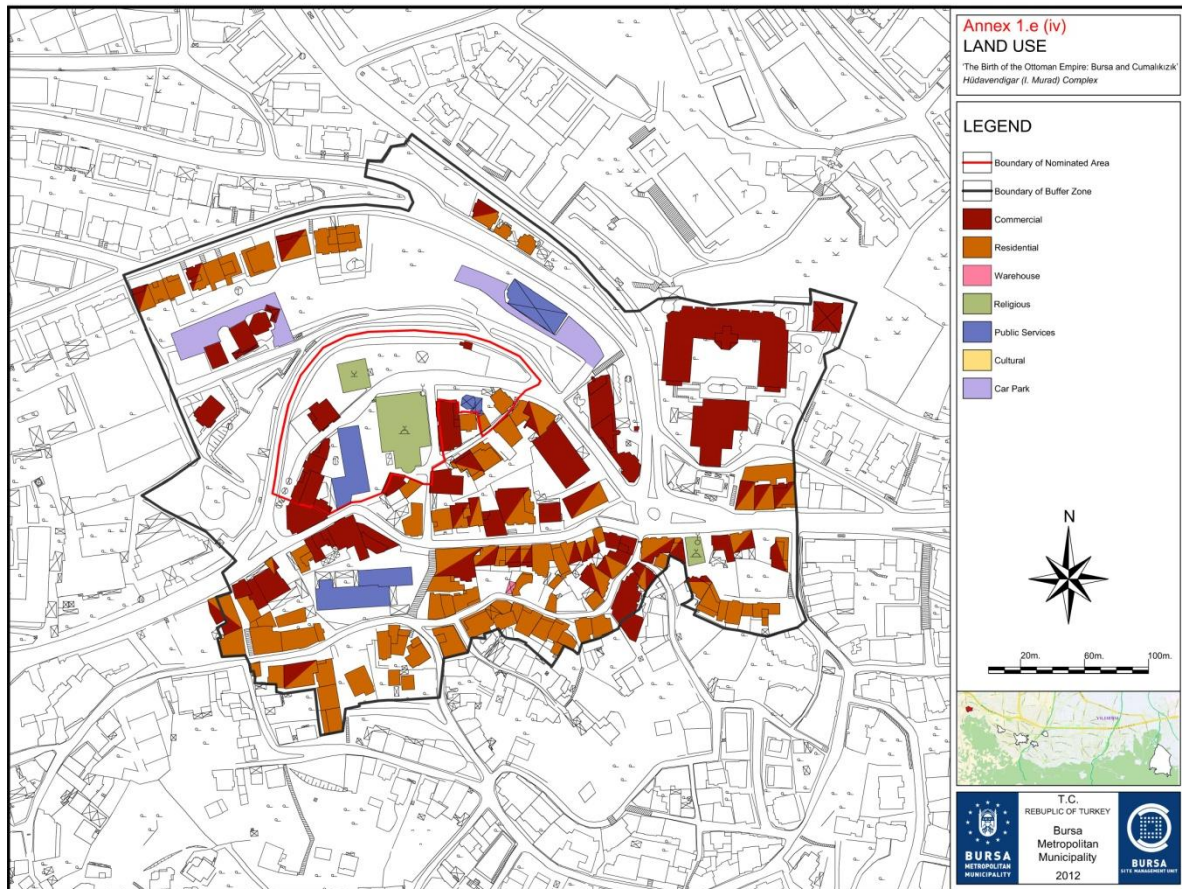 Annex 1.e (iv)
LAND USE
'The Birth of the Ottoman Empire: Bursa and Cumalıkızık'
Hüdavendigar (I. Murad) Complex
LEGEND
Boundary of Nominated Area
Boundary of Buffer Zone
Commercial
Residential
Warehouse
Religious
Public Services
Cultural
Car Park
N
20m.
60m.
100m.
T.C.
REBUPLIC OF TURKEY
Bursa
Metropolitan
Municipality
2012
BURSA
METROPOLITAN
MUNICIPALITY
BURSA
SITE MANAGEMENT UNIT